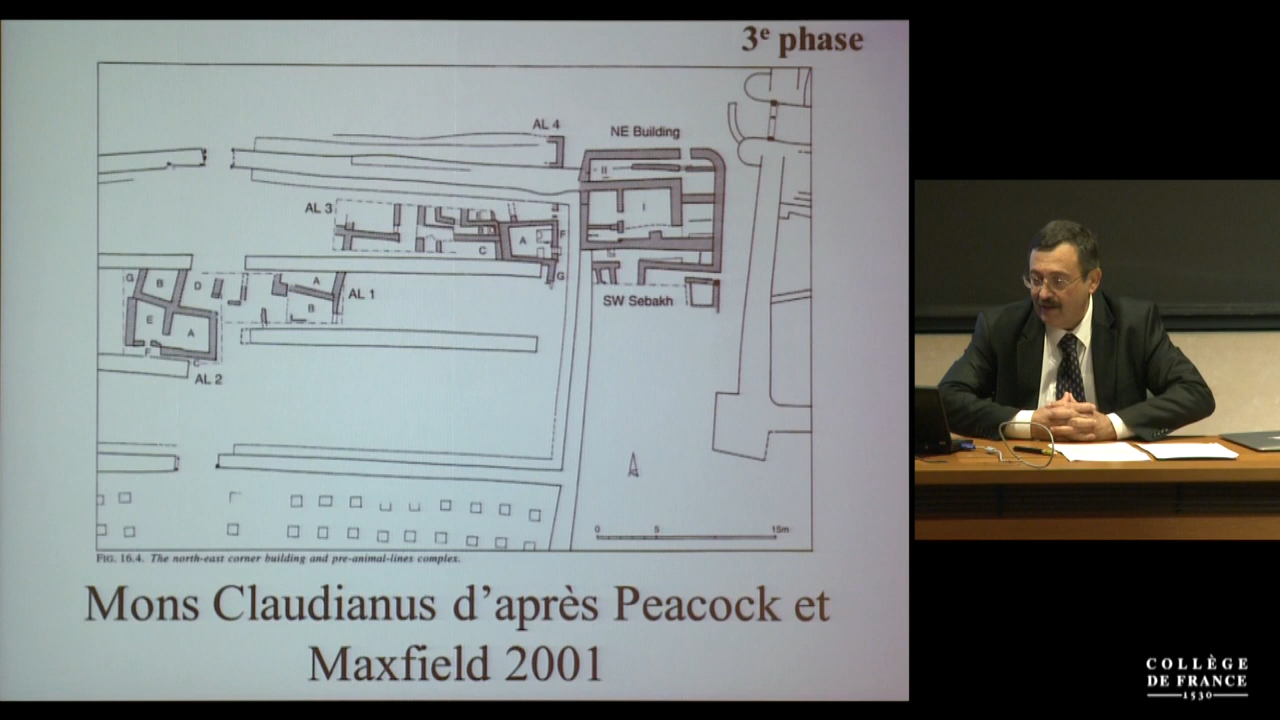 3e phase
AL 4
NE Building
II
AL 3
I
A
F
C
G
G
B
D
A
AL 1
B
E
A
F
C
SW Sebakh
AL 2
0 5 15m
FIG. 16.4. The north-east corner building and pre-animal-lines complex.
Mons Claudianus d'après Peacock et
Maxfield 2001
COLLÈGE
DE FRANCE
1530